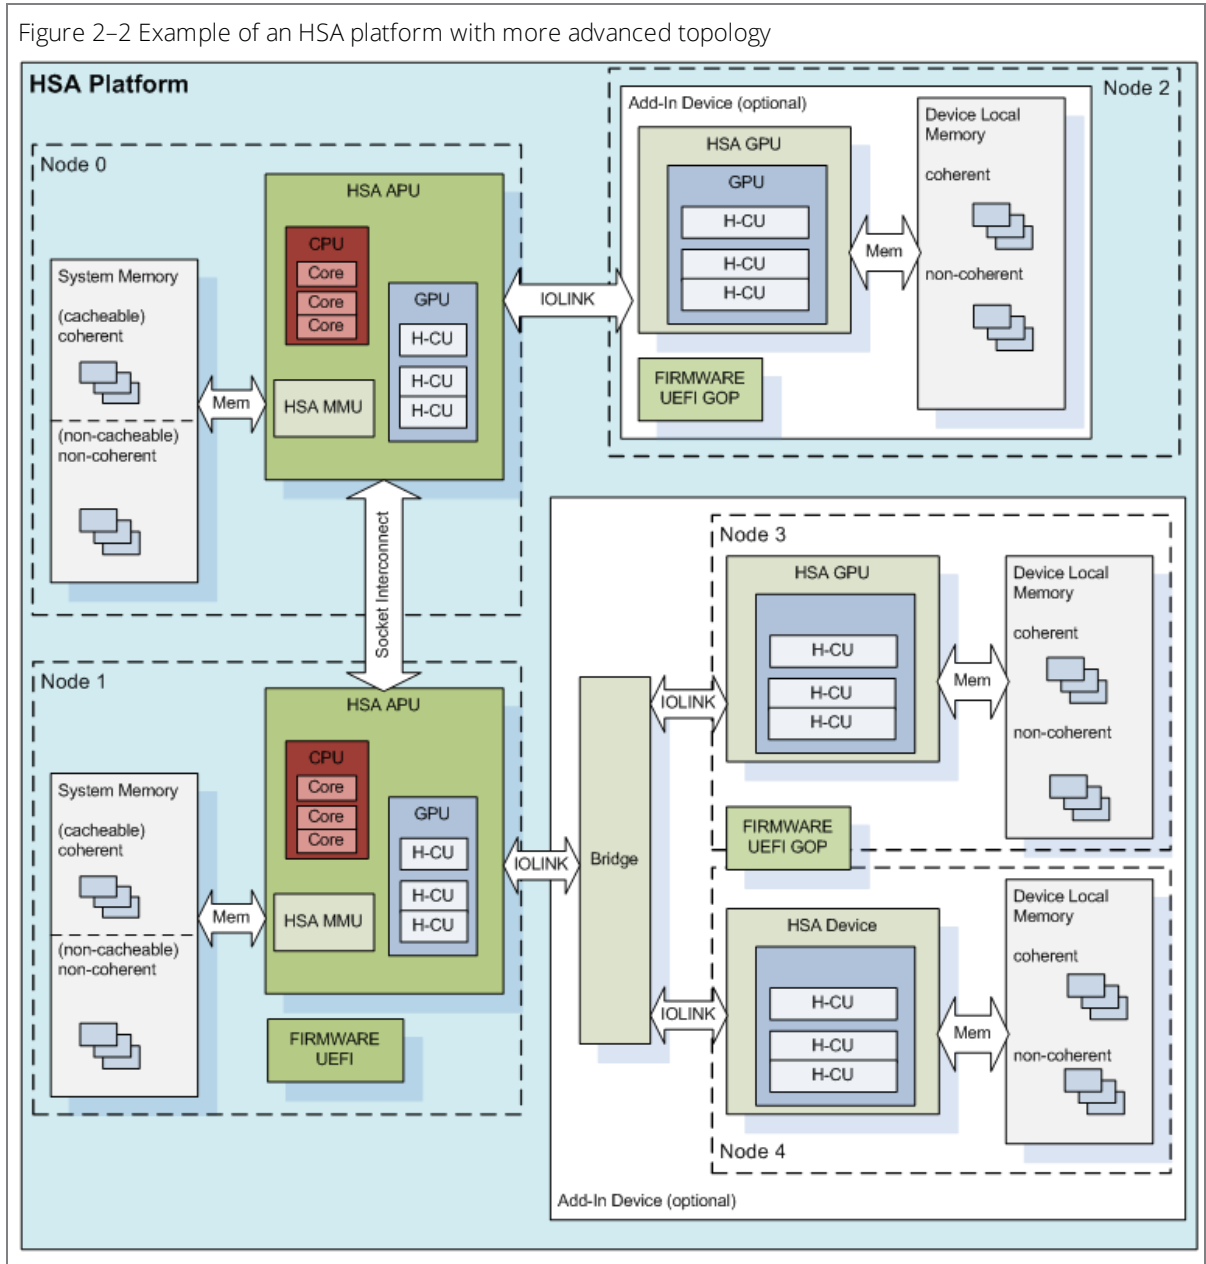 Figure 2–2 Example of an HSA platform with more advanced topology
HSA Platform
Node 0
HSA APU
CPU
Core
Core
Core
GPU
H-CU
H-CU
H-CU
HSA MMU
System Memory
(cacheable)
coherent
(non-cacheable)
non-coherent
Mem
IOLINK
Node 2
Add-In Device (optional)
HSA GPU
GPU
H-CU
H-CU
H-CU
Mem
Device Local
Memory
coherent
non-coherent
FIRMWARE
UEFI GOP
Socket Interconnect
Node 1
HSA APU
CPU
Core
Core
Core
GPU
H-CU
H-CU
H-CU
HSA MMU
System Memory
(cacheable)
coherent
(non-cacheable)
non-coherent
Mem
FIRMWARE
UEFI
IOLINK
Bridge
IOLINK
Node 3
HSA GPU
H-CU
H-CU
H-CU
Mem
Device Local
Memory
coherent
non-coherent
FIRMWARE
UEFI GOP
IOLINK
HSA Device
H-CU
H-CU
H-CU
Mem
Device Local
Memory
coherent
non-coherent
Node 4
Add-In Device (optional)